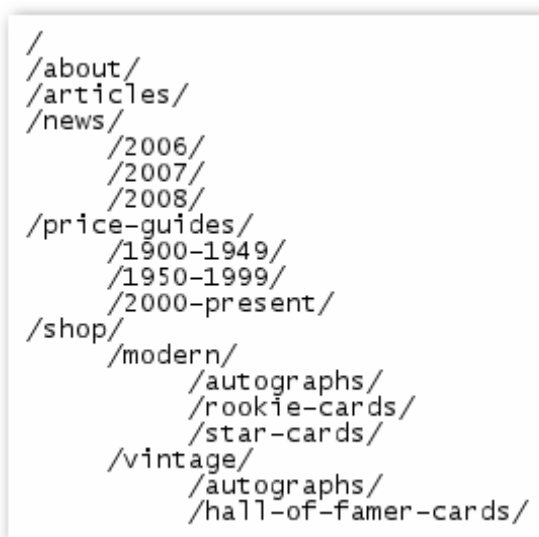 /
/about/
/articles/
/news/
/2006/
/2007/
/2008/
/price-guides/
/1900-1949/
/1950-1999/
/2000-present/
/shop/
/modern/
/autographs/
/rookie-cards/
/star-cards/
/vintage/
/autographs/
/hall-of-famer-cards/